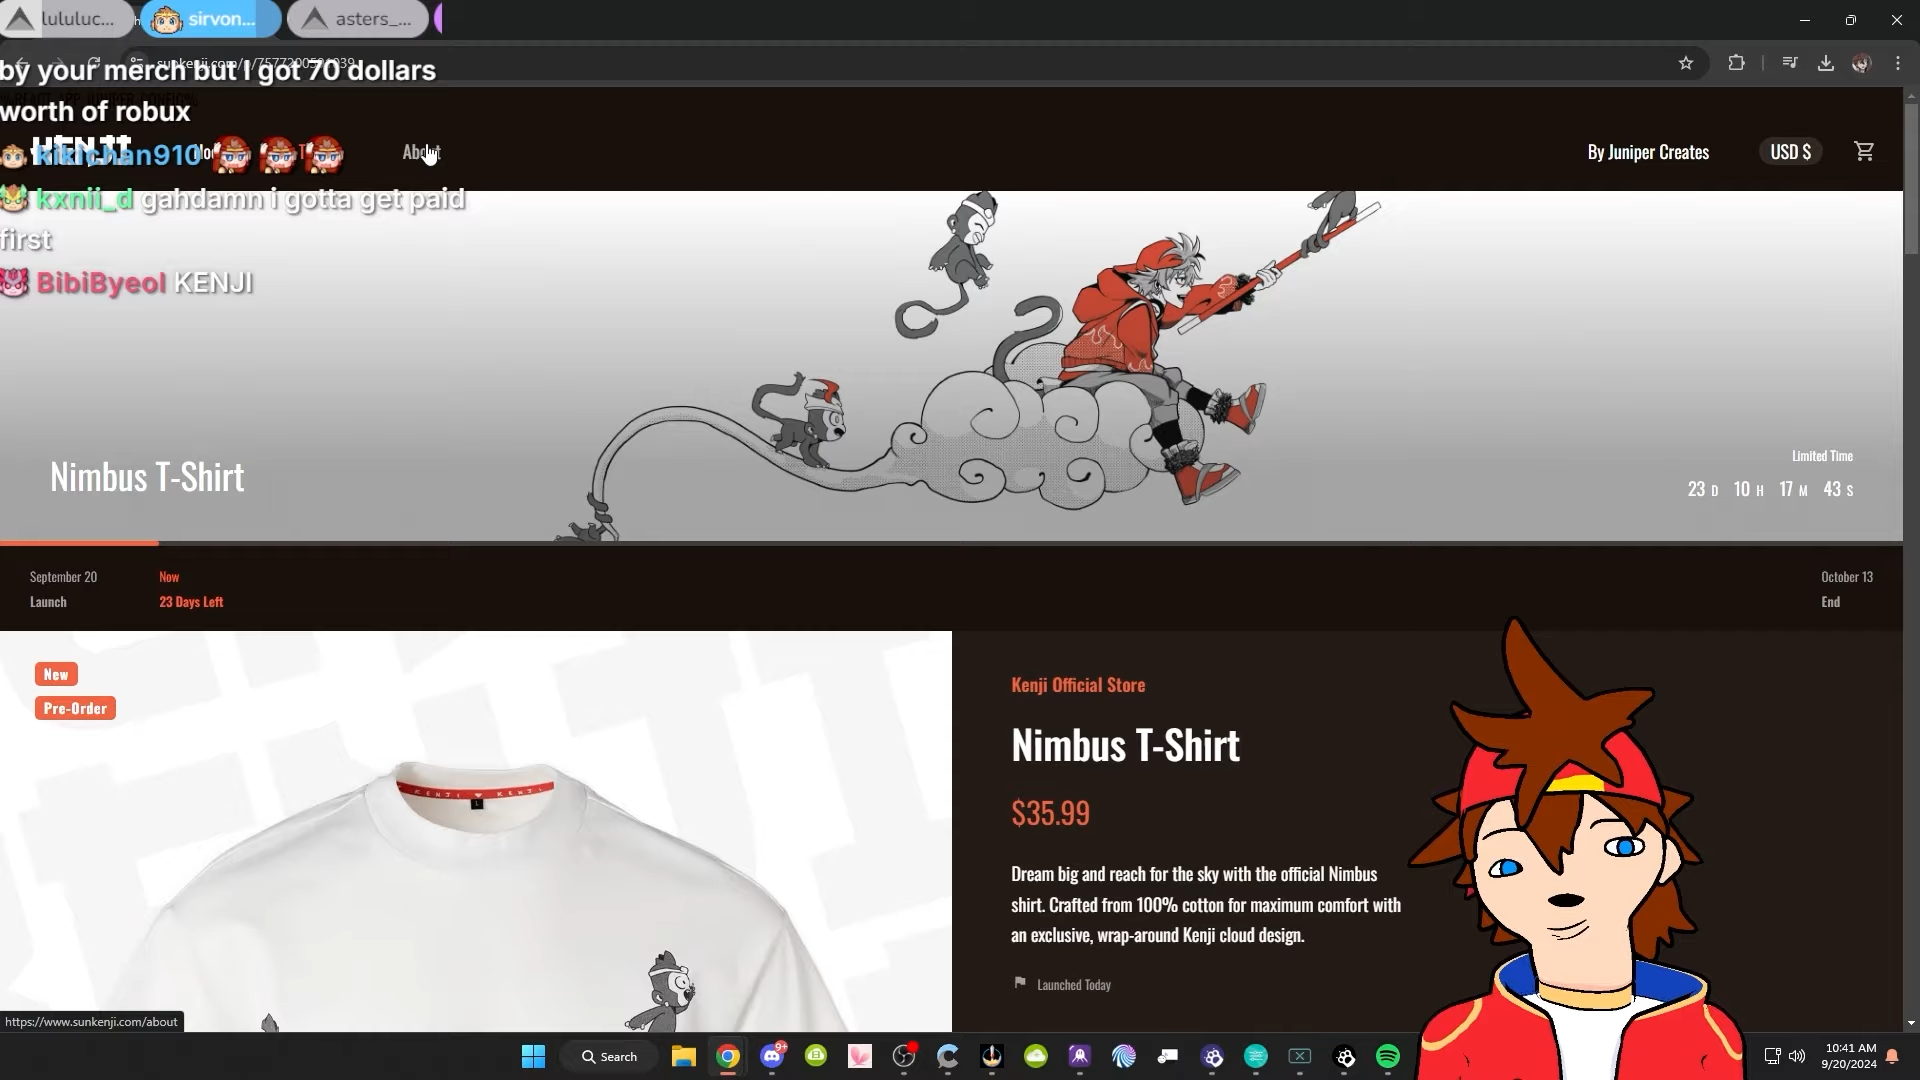 lululuc...
sirvon...
asters_...
by your merch but I got 70 dollars
worth of robux
kikichan910
kxnii_d gahdamn i gotta get paid
first
BibiByeol KENJI
KENJI
About
By Juniper Creates
USD $
Nimbus T-Shirt
Limited Time
23 D 10 H 17 M 43 S
September 20
Launch
Now
23 Days Left
October 13
End
New
Pre-Order
KENJI KENJI
L
Kenji Official Store
Nimbus T-Shirt
$35.99
Dream big and reach for the sky with the official Nimbus
shirt. Crafted from 100% cotton for maximum comfort with
an exclusive, wrap-around Kenji cloud design.
Launched Today
https://www.sunkenji.com/about
Search
9+
10:41 AM
9/20/2024